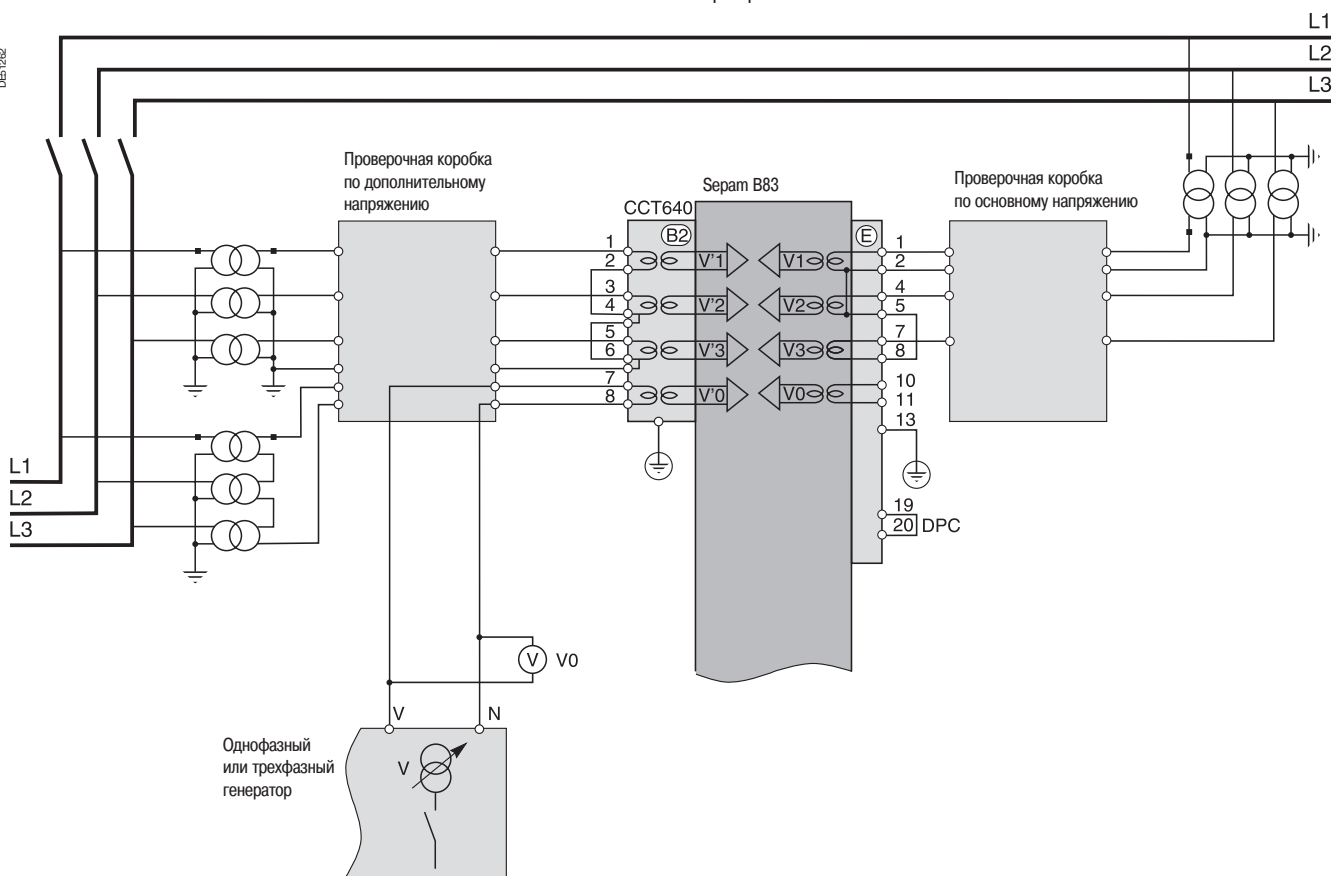 L1
L2
L3
DE51262
Проверочная коробка
по дополнительному
напряжению
Sepam B83
Проверочная коробка
по основному напряжению
CCT640
B2
E
1
2
3
4
5
6
7
8
V'1
V'2
V'3
V'0
V1
V2
V3
V0
1
2
4
5
7
8
10
11
13
19
20
DPC
L1
L2
L3
V
V0
V
N
Однофазный
или трехфазный
генератор
V